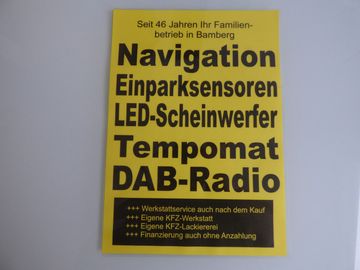 Seit 46 Jahren Ihr Familien-
betrieb in Bamberg
Navigation
Einparksensoren
LED-Scheinwerfer
Tempomat
DAB-Radio
+++ Werkstattservice auch nach dem Kauf
+++ Eigene KFZ-Werkstatt
+++ Eigene KFZ-Lackiererei
+++ Finanzierung auch ohne Anzahlung